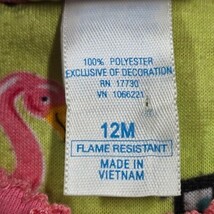 100% POLYESTER
EXCLUSIVE OF DECORATION
RN 17730
VN 1066221
12M
FLAME RESISTANT
MADE IN
VIETNAM